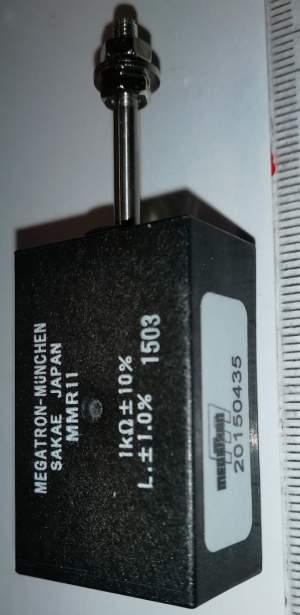 MEGATRON-MÜNCHEN
SAKAE JAPAN
MMR11
1kΩ±10%
L.±1.0% 1503
megatron
20150435